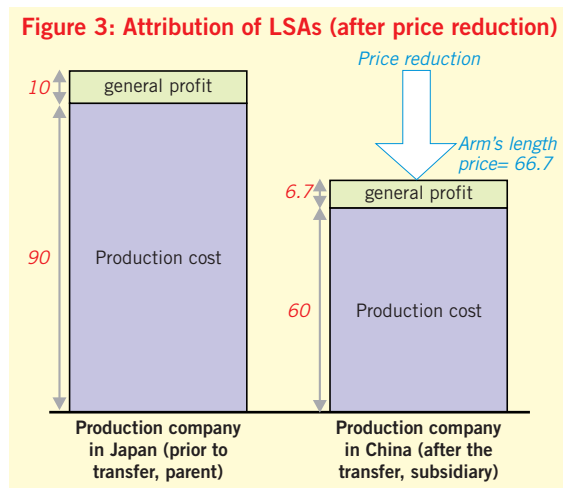 Figure 3: Attribution of LSAs (after price reduction)
Price reduction
10
general profit
Arm's length
price= 66.7
6.7
general profit
90
Production cost
60
Production cost
Production company
in Japan (prior to
transfer, parent)
Production company
in China (after the
transfer, subsidiary)